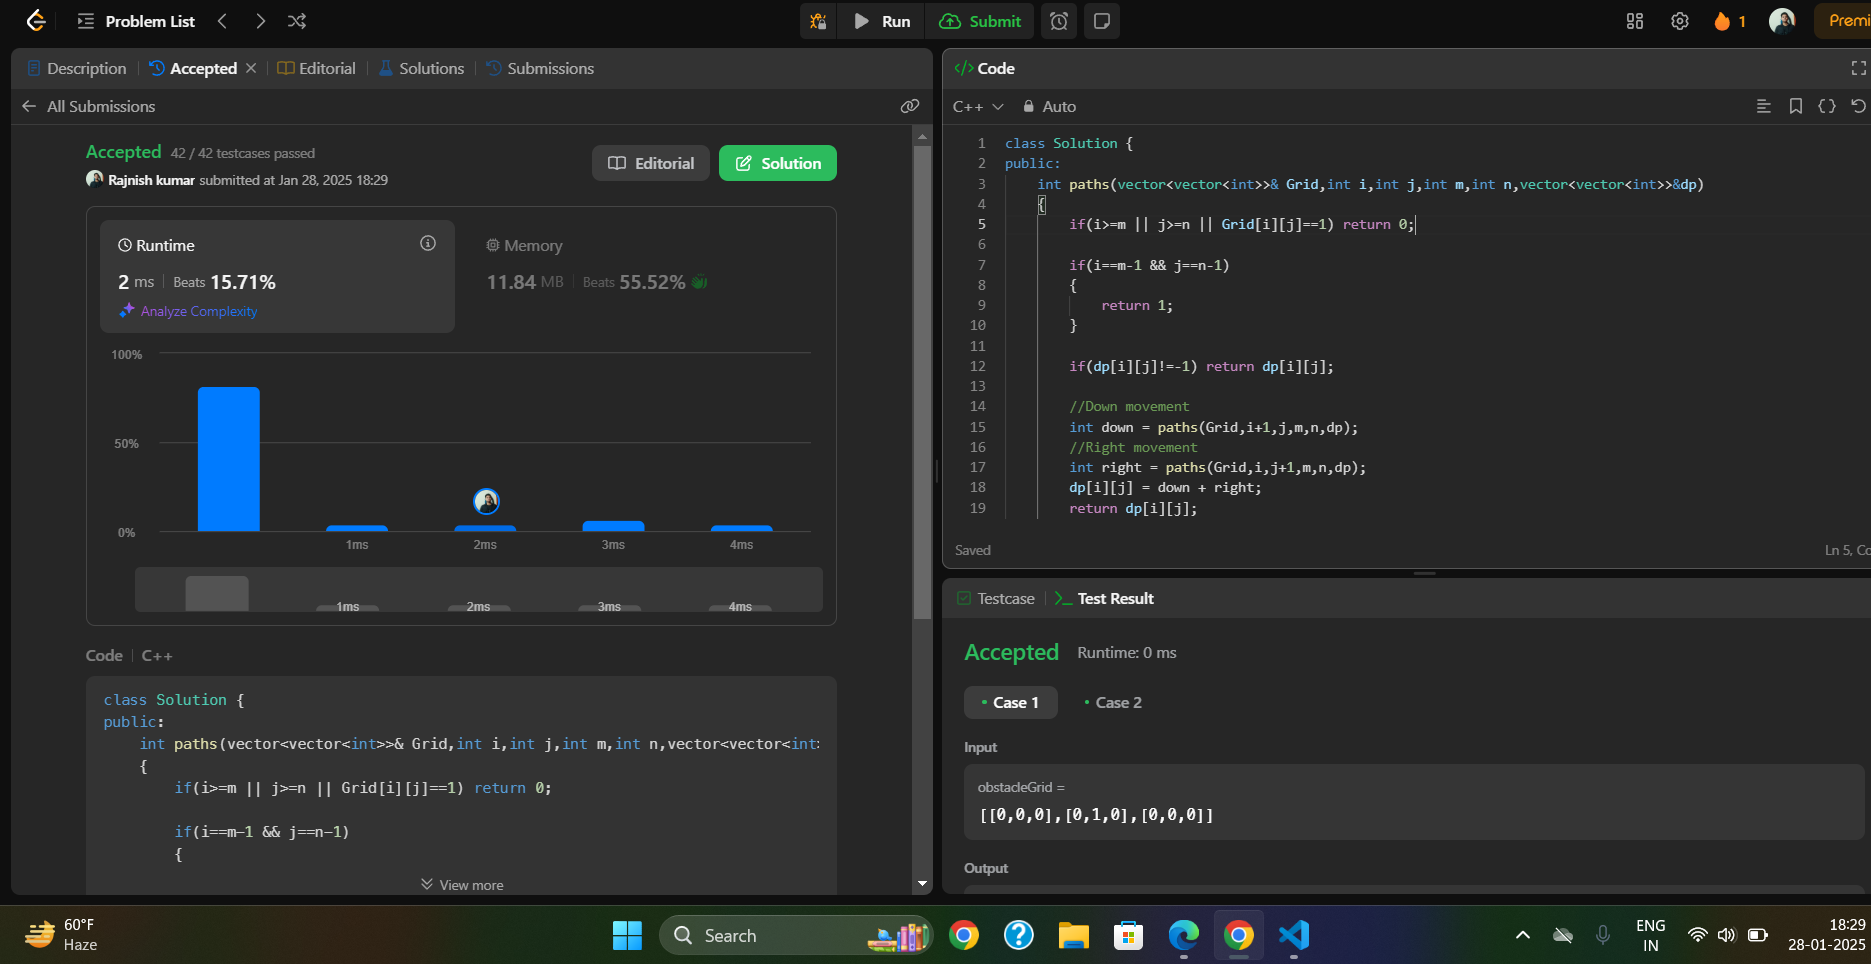 Problem List
Run
Submit
1
Description
Accepted
Editorial
Solutions
Submissions
All Submissions
Accepted 42 / 42 testcases passed
Rajnish kumar submitted at Jan 28, 2025 18:29
Editorial
Solution
Runtime
2 ms | Beats 15.71%
Analyze Complexity
Memory
11.84 MB | Beats 55.52%
100%
50%
0%
1ms
2ms
3ms
4ms
1ms
2ms
3ms
4ms
Code | C++
class Solution {
public:
int paths(vector<vector<int>>& Grid,int i,int j,int m,int n,vector<vector<int>
{
if(i>=m || j>=n || Grid[i][j]==1) return 0;
if(i==m-1 && j==n-1)
{
View more
</> Code
C++
Auto
1 class Solution {
2 public:
3 int paths(vector<vector<int>>& Grid,int i,int j,int m,int n,vector<vector<int>>&dp)
4 {
5 if(i>=m || j>=n || Grid[i][j]==1) return 0;
6
7 if(i==m-1 && j==n-1)
8 {
9 return 1;
10 }
11
12 if(dp[i][j]!=-1) return dp[i][j];
13
14 //Down movement
15 int down = paths(Grid,i+1,j,m,n,dp);
16 //Right movement
17 int right = paths(Grid,i,j+1,m,n,dp);
18 dp[i][j] = down + right;
19 return dp[i][j];
Saved
Ln 5, Co
Testcase
Test Result
Accepted Runtime: 0 ms
Case 1
Case 2
Input
obstacleGrid =
[[0,0,0],[0,1,0],[0,0,0]]
Output
60°F
Haze
Search
ENG
IN
18:29
28-01-2025